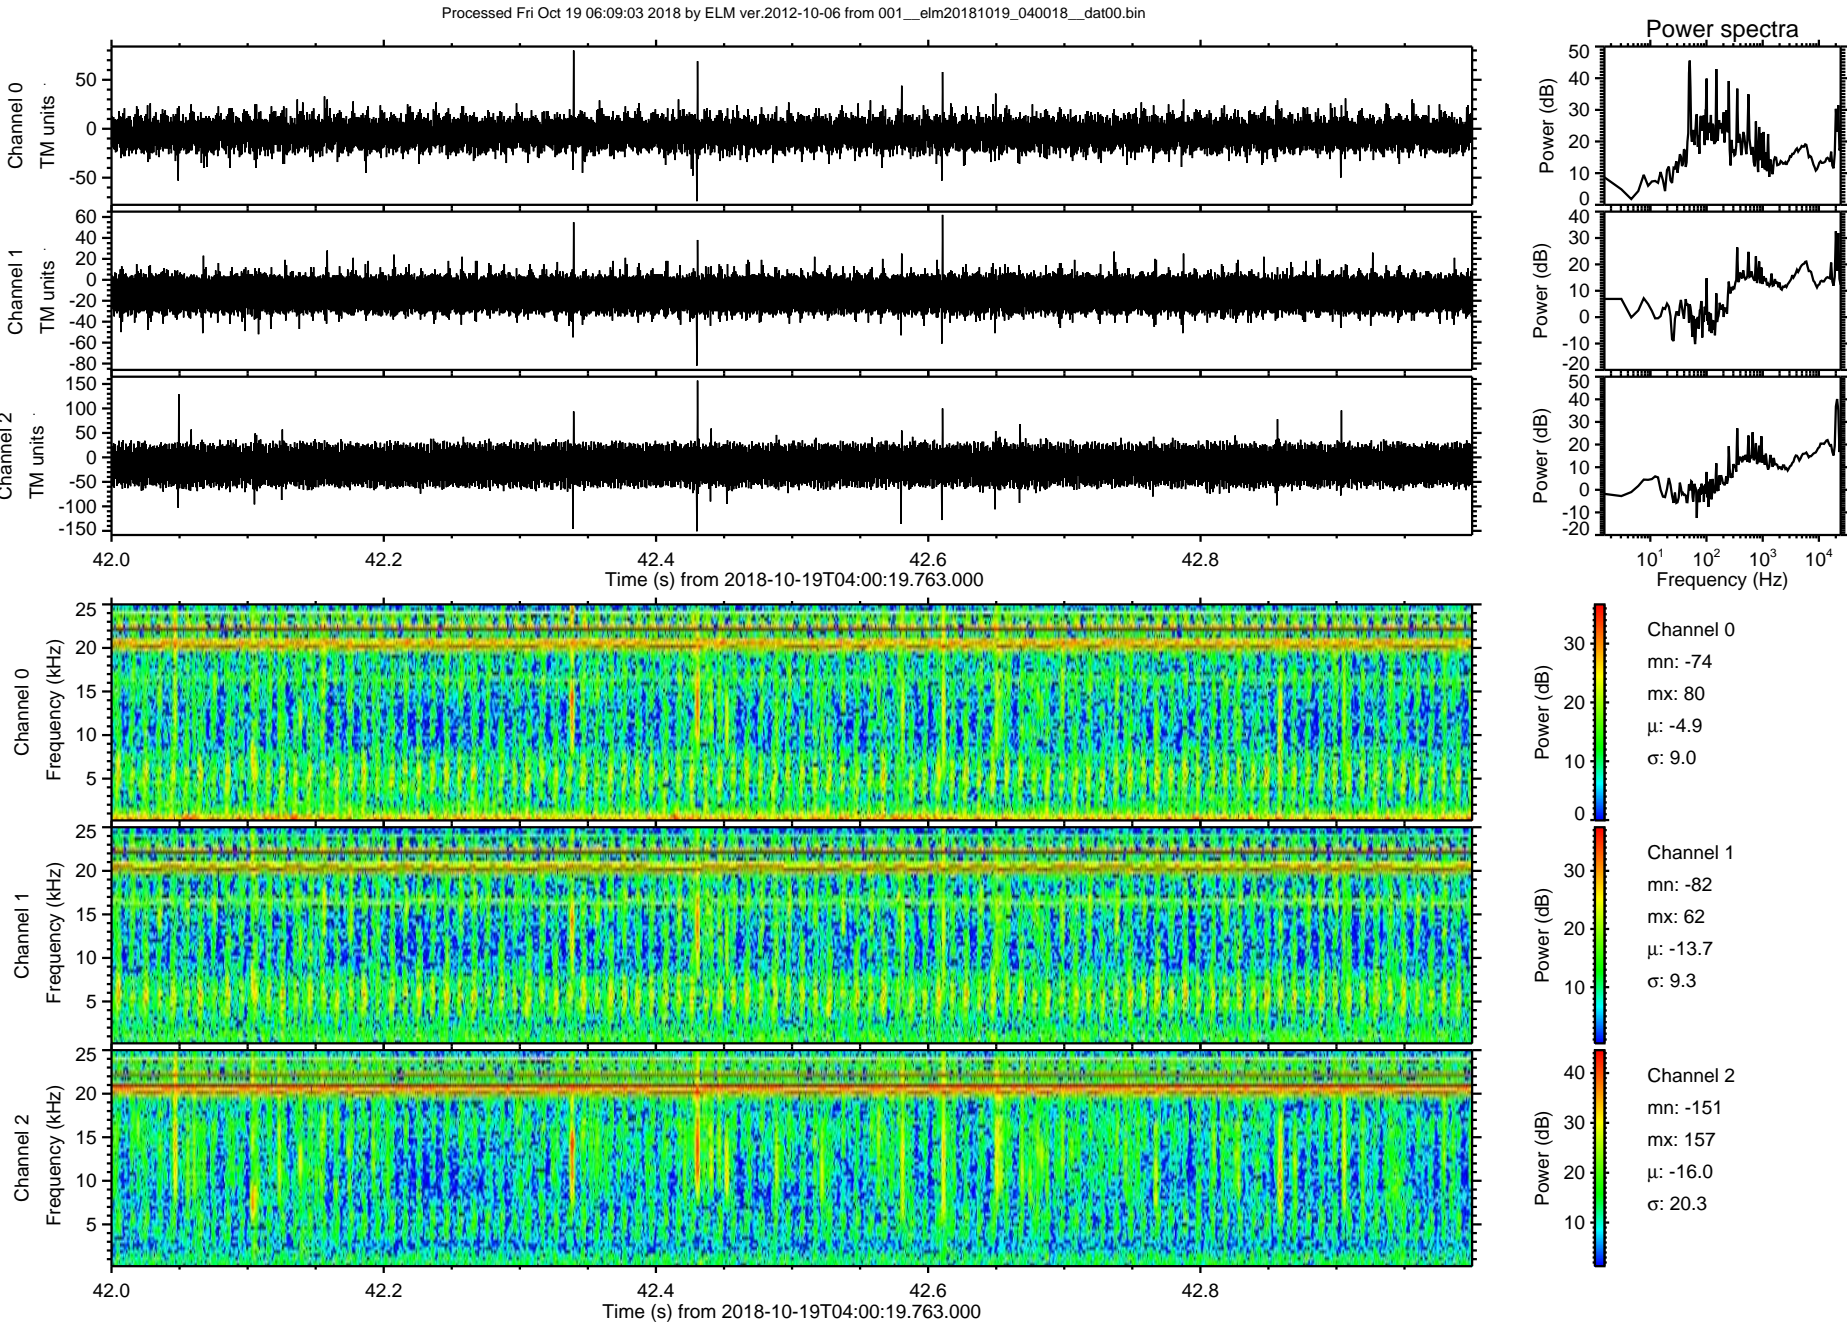 Processed Fri Oct 19 06:09:03 2018 by ELM ver.2012-10-06 from 001__elm20181019_040018__dat00.bin
Power spectra
Channel 0
TM units
50
0
-50
Power (dB)
50
40
30
20
10
0
Channel 1
TM units
60
40
20
0
-20
-40
-60
-80
Power (dB)
40
30
20
10
0
-10
-20
Channel 2
TM units
150
100
50
0
-50
-100
-150
Power (dB)
50
40
30
20
10
0
-10
-20
42.0 42.2 42.4 42.6 42.8
Time (s) from 2018-10-19T04:00:19.763.000
10¹ 10² 10³ 10⁴
Frequency (Hz)
Channel 0
Frequency (kHz)
25
20
15
10
5
Power (dB)
30
20
10
0
Channel 0
mn: -74
mx: 80
μ: -4.9
σ: 9.0
Channel 1
Frequency (kHz)
25
20
15
10
5
Power (dB)
30
20
10
Channel 1
mn: -82
mx: 62
μ: -13.7
σ: 9.3
Channel 2
Frequency (kHz)
25
20
15
10
5
Power (dB)
40
30
20
10
Channel 2
mn: -151
mx: 157
μ: -16.0
σ: 20.3
42.0 42.2 42.4 42.6 42.8
Time (s) from 2018-10-19T04:00:19.763.000